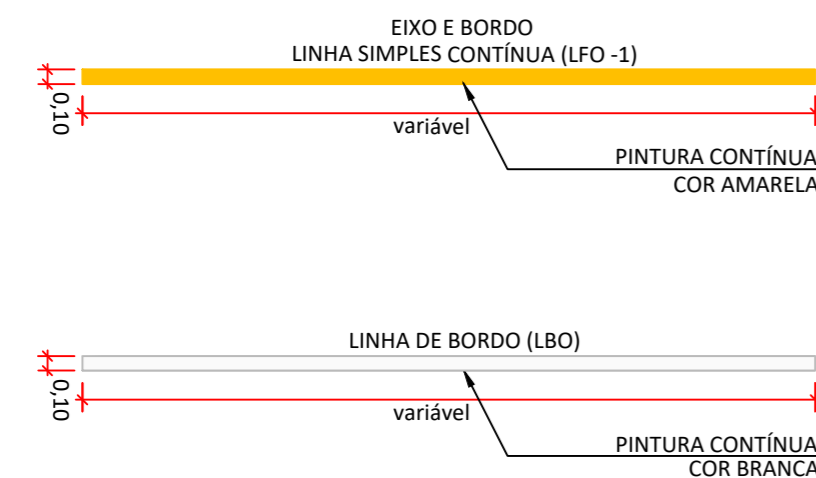 EIXO E BORDO
LINHA SIMPLES CONTÍNUA (LFO -1)
0,10
variável
PINTURA CONTÍNUA
COR AMARELA
LINHA DE BORDO (LBO)
0,10
variável
PINTURA CONTÍNUA
COR BRANCA